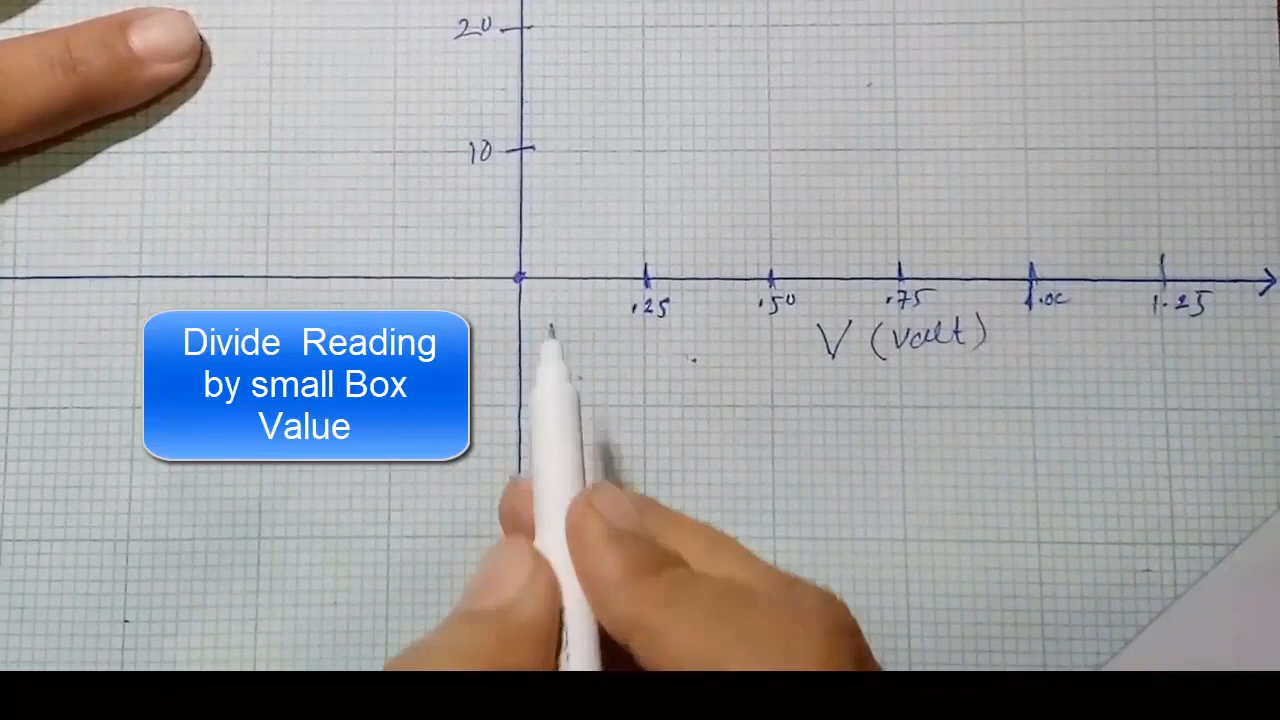 20
10
.25 .50 .75 1.00 1.25
V (volt)
Divide Reading
by small Box
Value